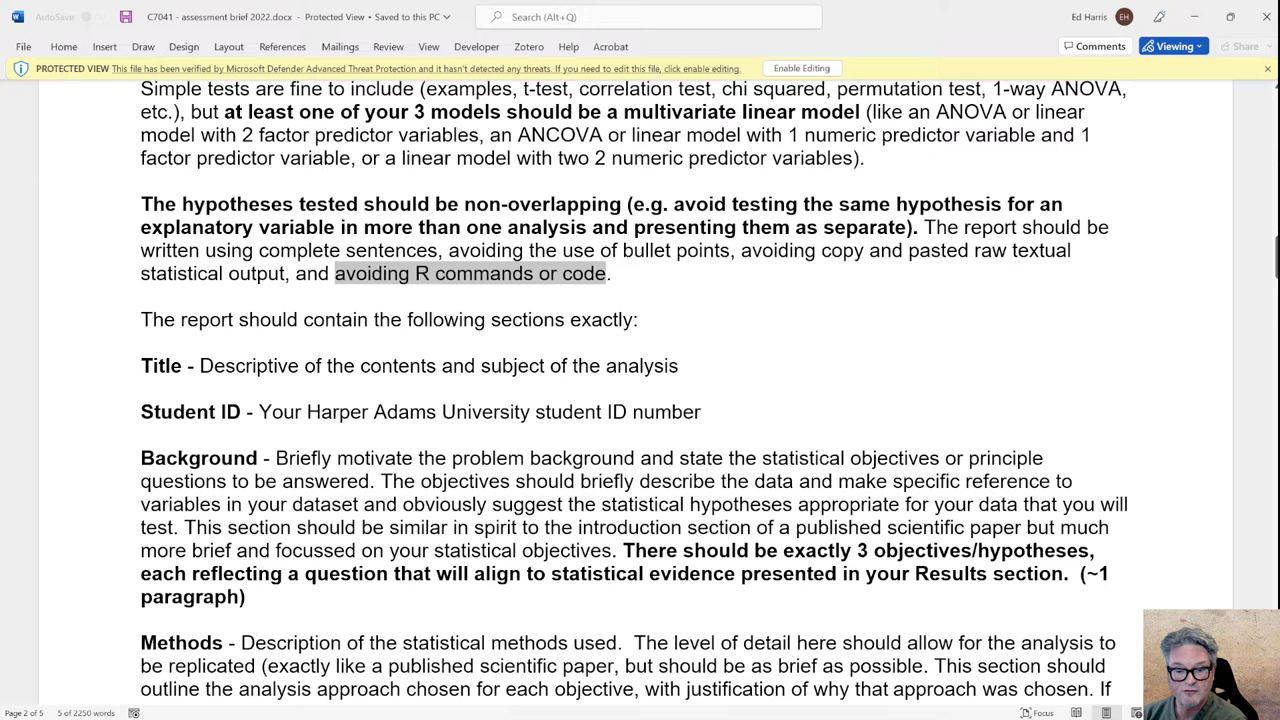 AutoSave
C7041 - assessment brief 2022.docx - Protected View • Saved to this PC
Search (Alt+Q)
Ed Harris
EH
File Home Insert Draw Design Layout References Mailings Review View Developer Zotero Help Acrobat
Comments Viewing Share
PROTECTED VIEW This file has been verified by Microsoft Defender Advanced Threat Protection and it hasn't detected any threats. If you need to edit this file, click enable editing. Enable Editing
Simple tests are fine to include (examples, t-test, correlation test, chi squared, permutation test, 1-way ANOVA,
etc.), but at least one of your 3 models should be a multivariate linear model (like an ANOVA or linear
model with 2 factor predictor variables, an ANCOVA or linear model with 1 numeric predictor variable and 1
factor predictor variable, or a linear model with two 2 numeric predictor variables).
The hypotheses tested should be non-overlapping (e.g. avoid testing the same hypothesis for an
explanatory variable in more than one analysis and presenting them as separate). The report should be
written using complete sentences, avoiding the use of bullet points, avoiding copy and pasted raw textual
statistical output, and avoiding R commands or code.
The report should contain the following sections exactly:
Title - Descriptive of the contents and subject of the analysis
Student ID - Your Harper Adams University student ID number
Background - Briefly motivate the problem background and state the statistical objectives or principle
questions to be answered. The objectives should briefly describe the data and make specific reference to
variables in your dataset and obviously suggest the statistical hypotheses appropriate for your data that you will
test. This section should be similar in spirit to the introduction section of a published scientific paper but much
more brief and focussed on your statistical objectives. There should be exactly 3 objectives/hypotheses,
each reflecting a question that will align to statistical evidence presented in your Results section. (~1
paragraph)
Methods - Description of the statistical methods used. The level of detail here should allow for the analysis to
be replicated (exactly like a published scientific paper, but should be as brief as possible. This section should
outline the analysis approach chosen for each objective, with justification of why that approach was chosen. If
Page 2 of 5 5 of 2250 words
Focus